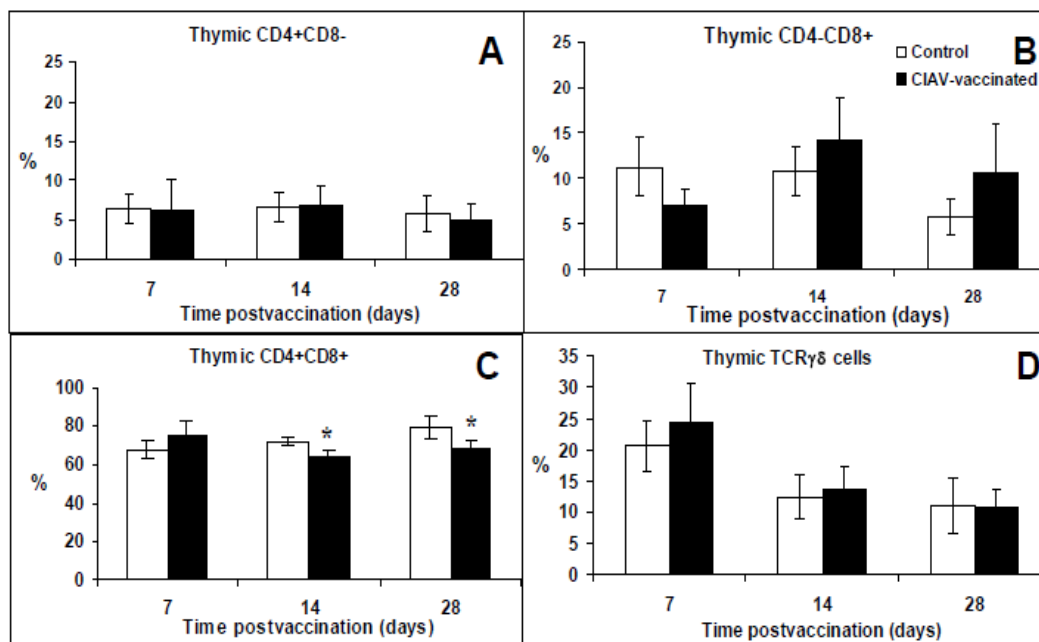 Thymic CD4+CD8-
A
25
20
15
%
10
5
0
7 14 28
Time postvaccination (days)
Thymic CD4-CD8+
B
Control
CIAV-vaccinated
25
20
15
%
10
5
0
7 14 28
Time postvaccination (days)
Thymic CD4+CD8+
C
100
80
60
%
40
20
0
* *
7 14 28
Time postvaccination (days)
Thymic TCRγδ cells
D
35
30
25
20
%
15
10
5
0
7 14 28
Time postvaccination (days)